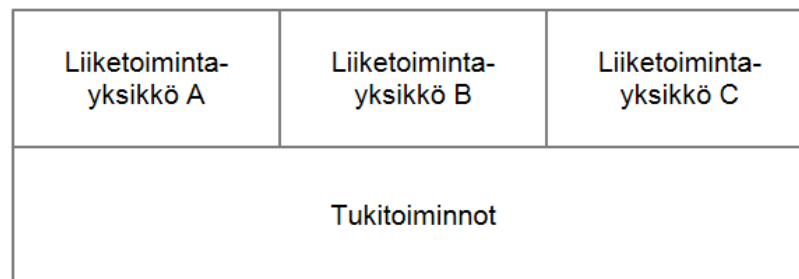 Liiketoiminta-
yksikkö A
Liiketoiminta-
yksikkö B
Liiketoiminta-
yksikkö C
Tukitoiminnot